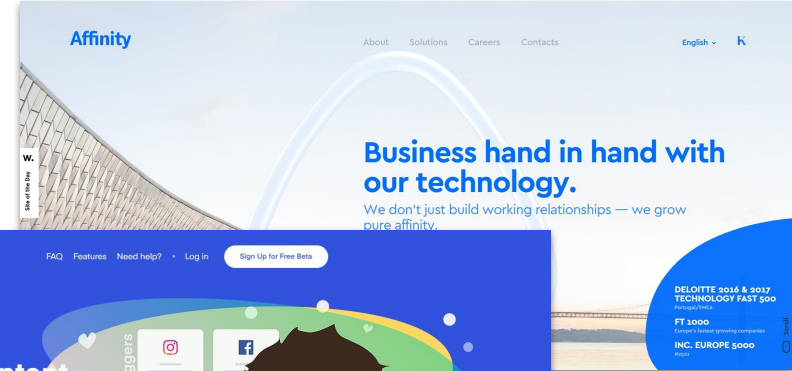 Affinity
About Solutions Careers Contacts
English
K
W.
Site of the Day
Business hand in hand with
our technology.
We don't just build working relationships — we grow
pure affinity.
DELOITTE 2016 & 2017
TECHNOLOGY FAST 500
Portugal/EMEA
FT 1000
Europe's fastest-growing companies
INC. EUROPE 5000
Scroll
FAQ Features Need help? • Log in Sign Up for Free Beta